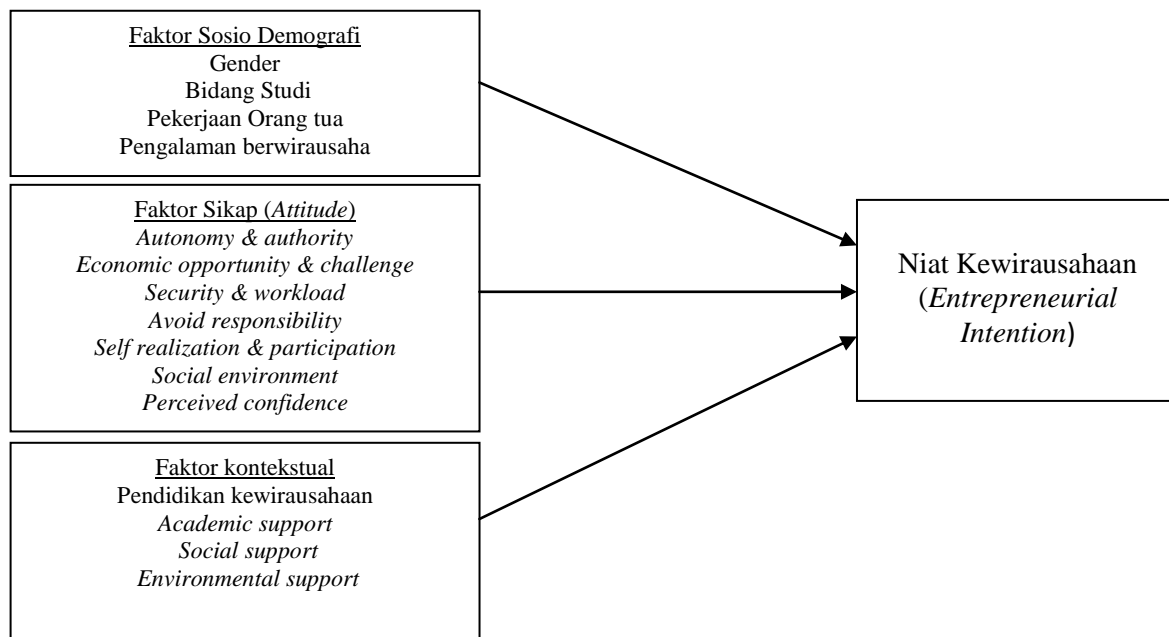 Faktor Sosio Demografi
Gender
Bidang Studi
Pekerjaan Orang tua
Pengalaman berwirausaha
Faktor Sikap (Attitude)
Autonomy & authority
Economic opportunity & challenge
Security & workload
Avoid responsibility
Self realization & participation
Social environment
Perceived confidence
Faktor kontekstual
Pendidikan kewirausahaan
Academic support
Social support
Environmental support
Niat Kewirausahaan
(Entrepreneurial
Intention)